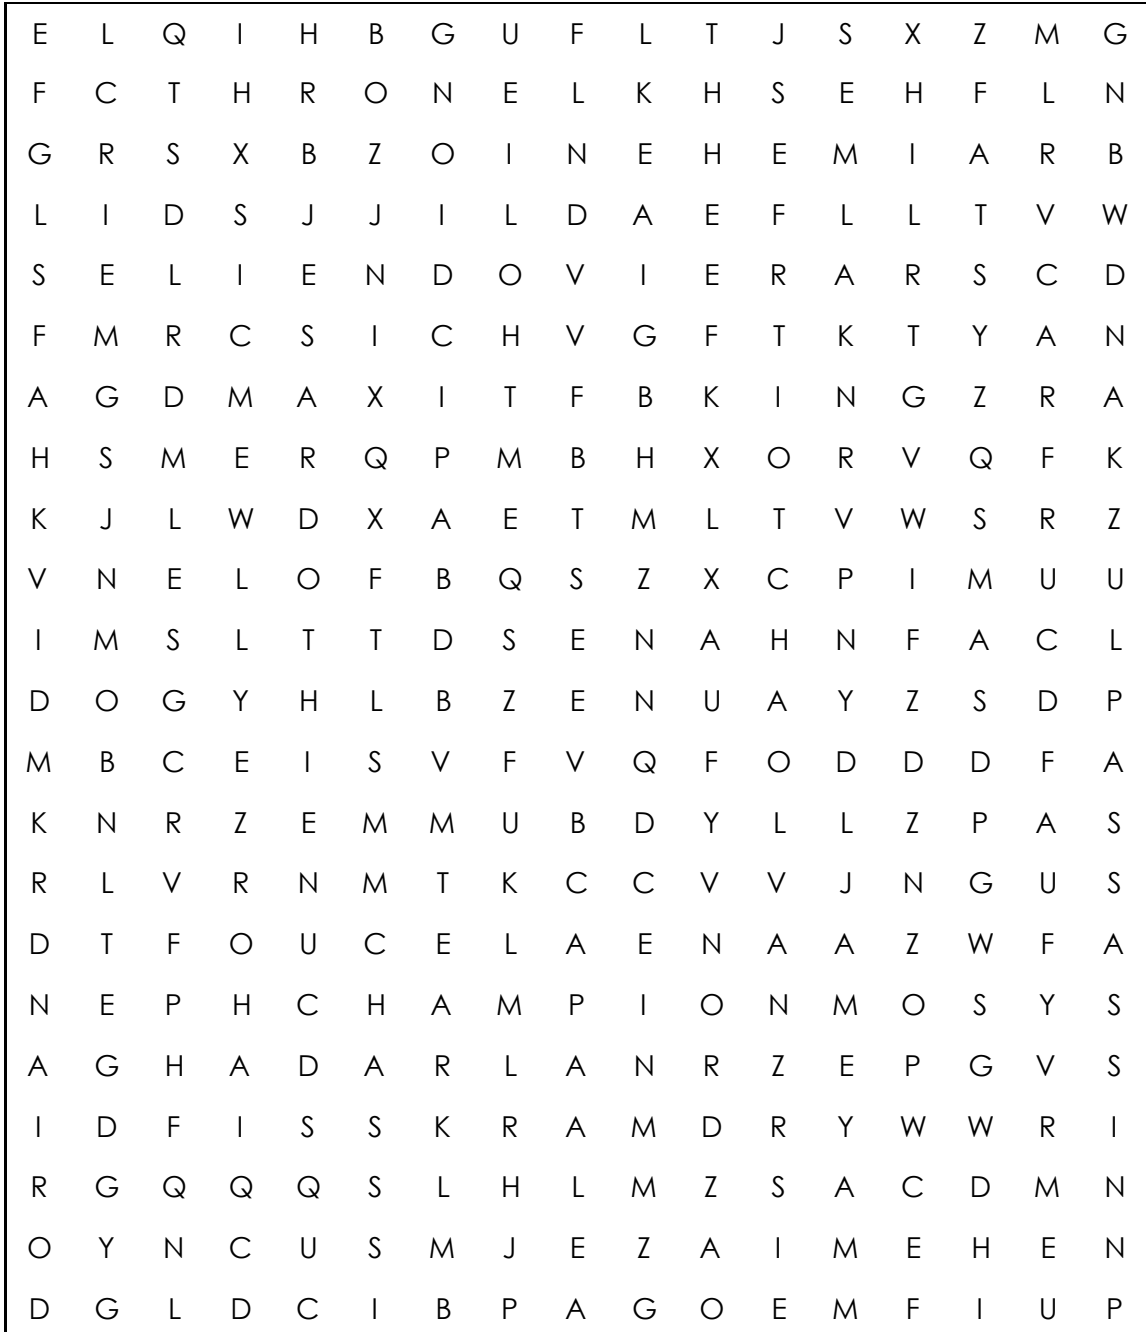 E L Q I H B G U F L T J S X Z M G
F C T H R O N E L K H S E H F L N
G R S X B Z O I N E H E M I A R B
L I D S J J I L D A E F L L T V W
S E L I E N D O V I E R A R S C D
F M R C S I C H V G F T K T Y A N
A G D M A X I T F B K I N G Z R A
H S M E R Q P M B H X O R V Q F K
K J L W D X A E T M L T V W S R Z
V N E L O F B Q S Z X C P I M U U
I M S L T T D S E N A H N F A C L
D O G Y H L B Z E N U A Y Z S D P
M B C E I S V F V Q F O D D D F A
K N R Z E M M U B D Y L L Z P A S
R L V R N M T K C C V V J N G U S
D T F O U C E L A E N A A Z W F A
N E P H C H A M P I O N M O S Y S
A G H A D A R L A N R Z E P G V S
I D F I S S K R A M D R Y W W R I
R G Q Q Q S L H L M Z S A C D M N
O Y N C U S M J E Z A I M E H E N
D G L D C I B P A G O E M F I U P